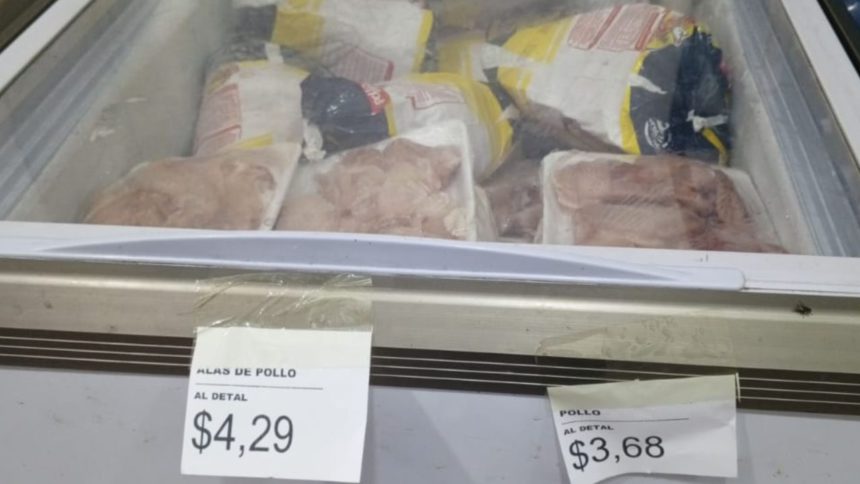 ALAS DE POLLO
AL DETAL
$4,29
POLLO
AL DETAL
$3,68